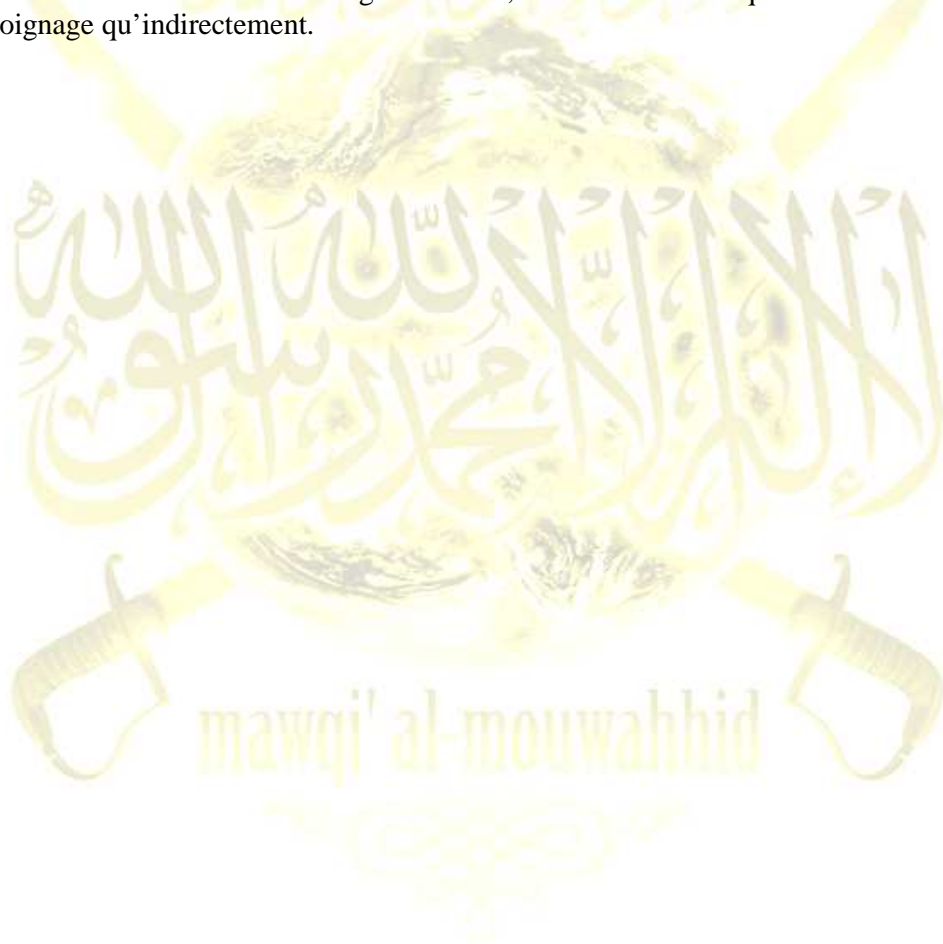 oignage qu’indirectement.
لا إله إلا الله محمد رسول الله
mawqi' al-mouwahhid